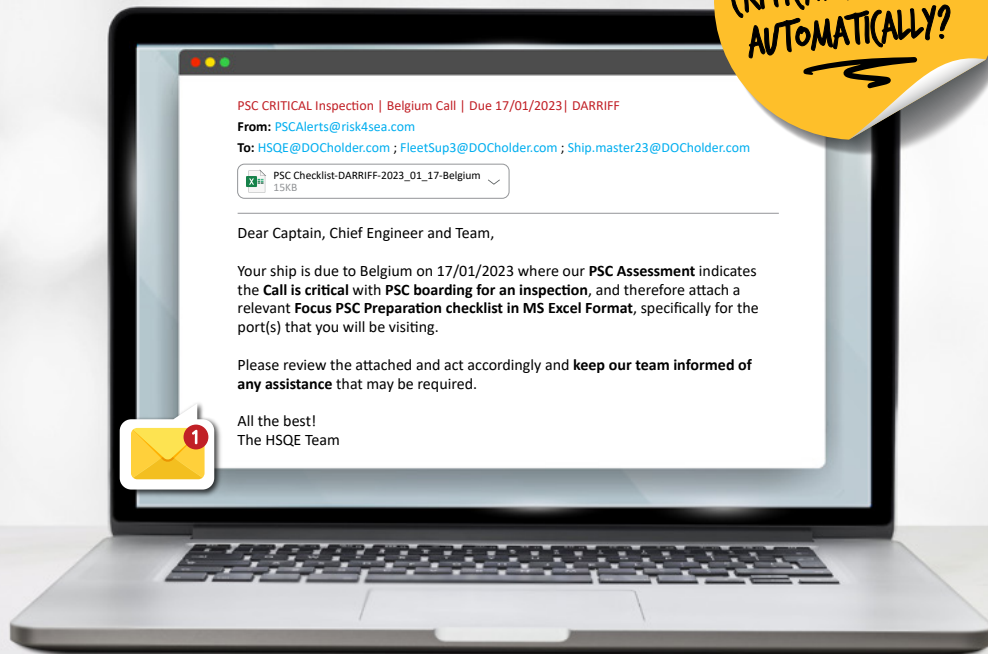 AUTOMATICALLY?
PSC CRITICAL Inspection | Belgium Call | Due 17/01/2023| DARRIFF
From: PSCAlerts@risk4sea.com
To: HSQE@DOCholder.com ; FleetSup3@DOCholder.com ; Ship.master23@DOCholder.com
PSC Checklist-DARRIFF-2023_01_17-Belgium
15KB
Dear Captain, Chief Engineer and Team,
Your ship is due to Belgium on 17/01/2023 where our PSC Assessment indicates
the Call is critical with PSC boarding for an inspection, and therefore attach a
relevant Focus PSC Preparation checklist in MS Excel Format, specifically for the
port(s) that you will be visiting.
Please review the attached and act accordingly and keep our team informed of
any assistance that may be required.
All the best!
The HSQE Team
1